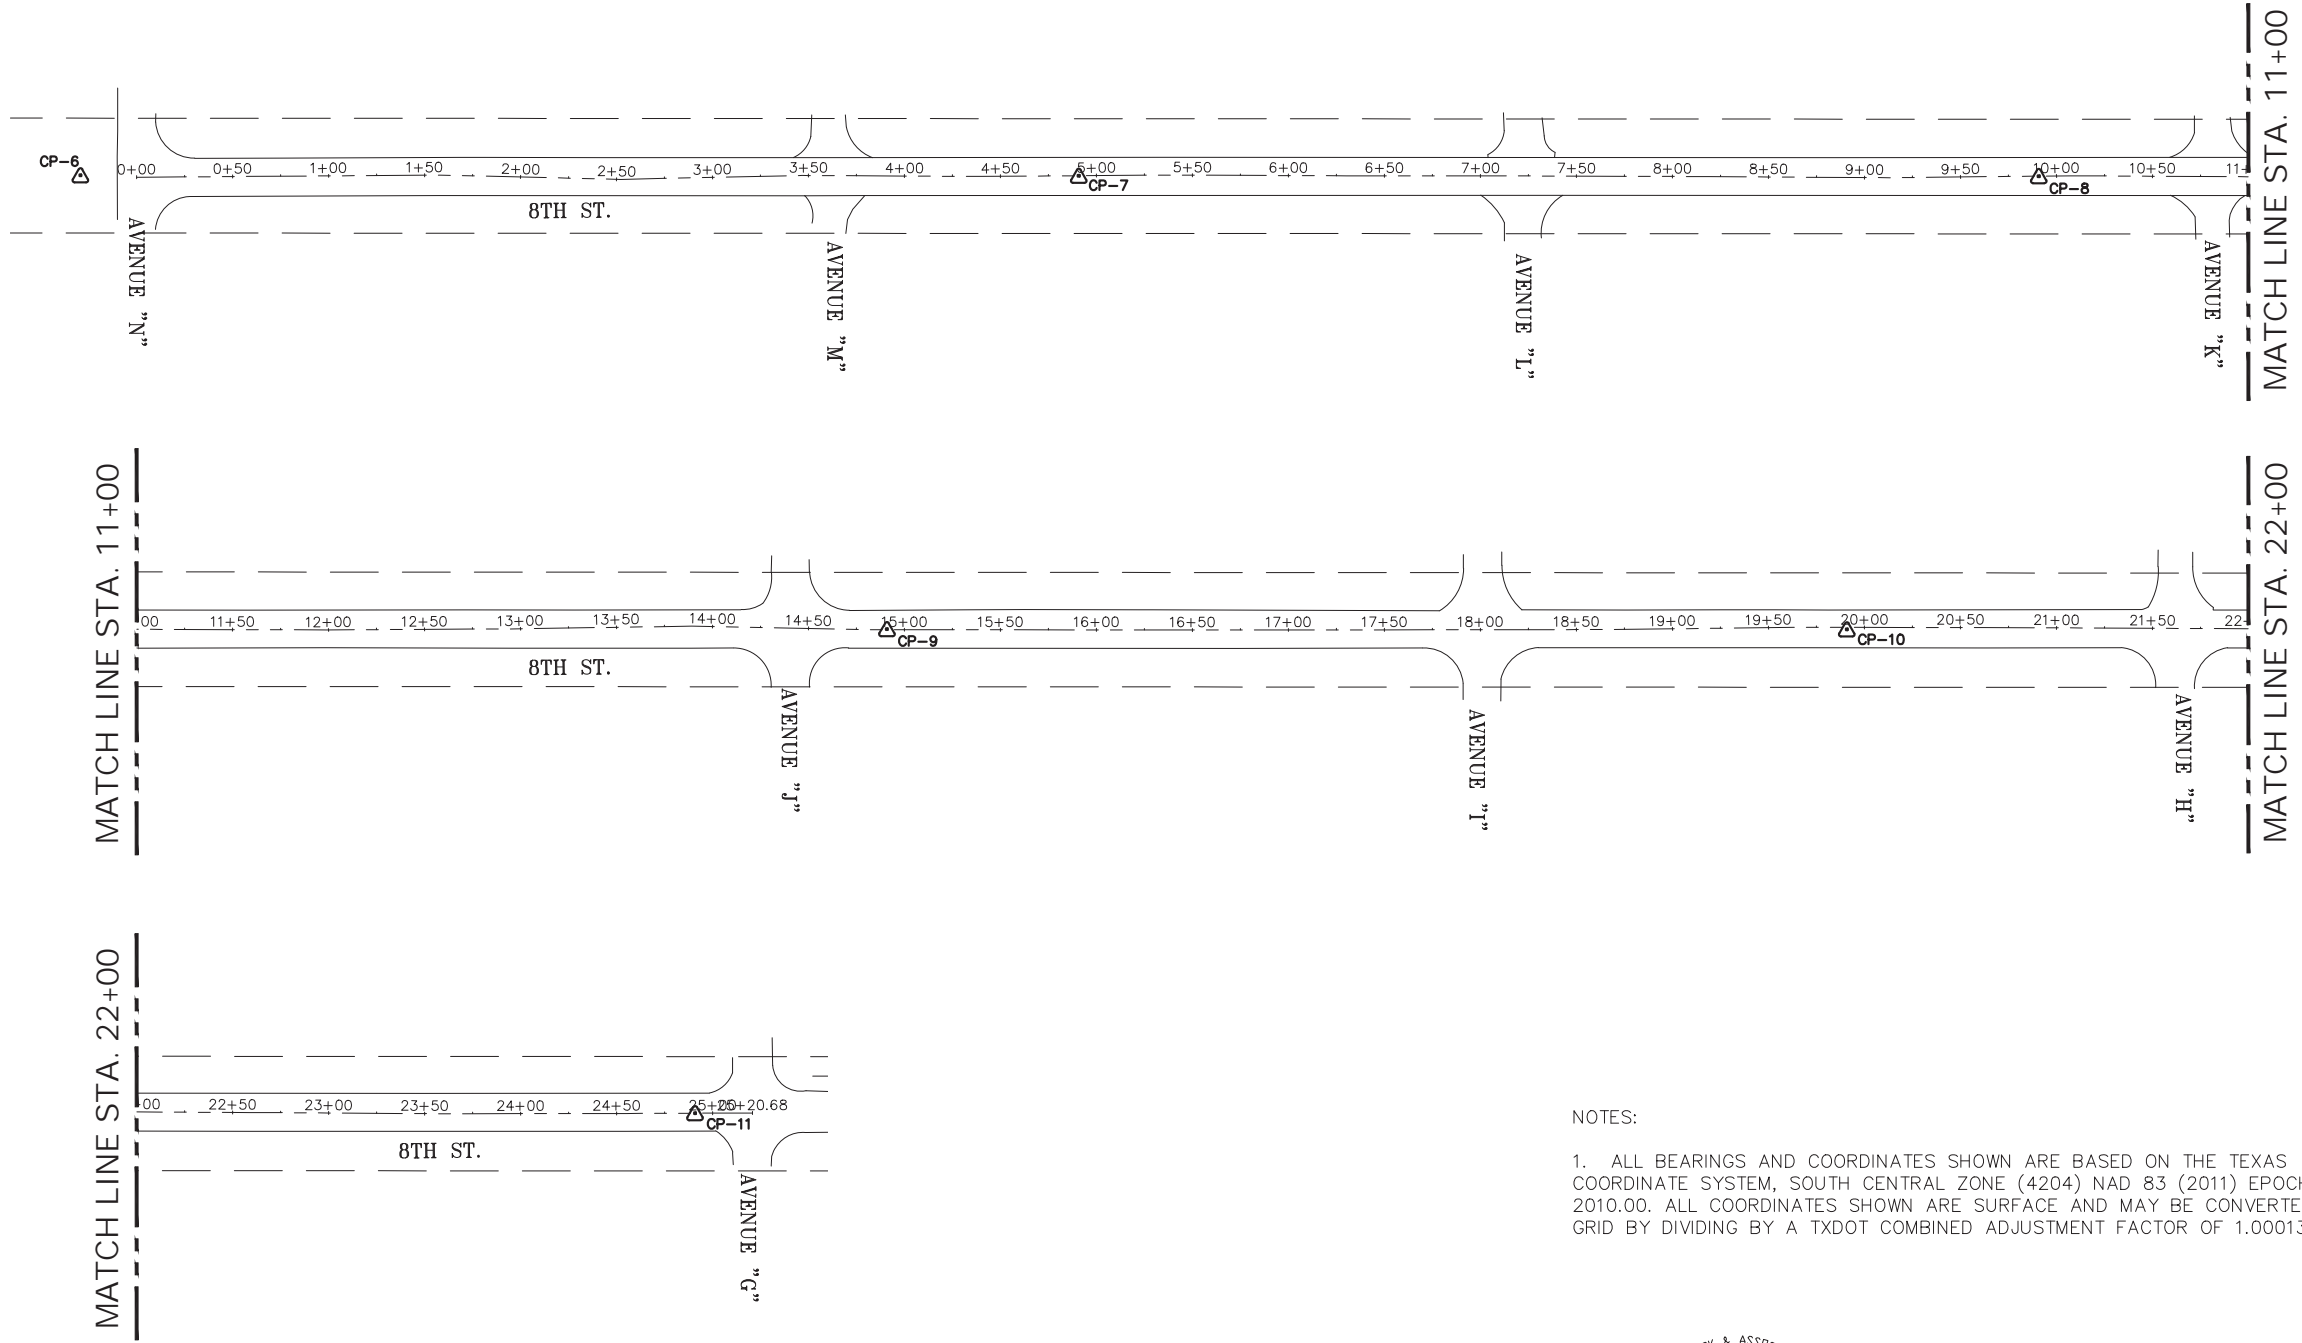 MATCH LINE STA. 11+00
CP-6
0+00 0+50 1+00 1+50 2+00 2+50 3+00 3+50 4+00 4+50 5+00 5+50 6+00 6+50 7+00 7+50 8+00 8+50 9+00 9+50 10+00 10+50 11+
CP-7
CP-8
8TH ST.
AVENUE "N"
AVENUE "M"
AVENUE "L"
AVENUE "K"
MATCH LINE STA. 11+00
MATCH LINE STA. 22+00
00 11+50 12+00 12+50 13+00 13+50 14+00 14+50 15+00 15+50 16+00 16+50 17+00 17+50 18+00 18+50 19+00 19+50 20+00 20+50 21+00 21+50 22
CP-9
CP-10
8TH ST.
AVENUE "J"
AVENUE "I"
AVENUE "H"
MATCH LINE STA. 22+00
00 22+50 23+00 23+50 24+00 24+50 25+00 25+20.68
CP-11
8TH ST.
AVENUE "G"
NOTES:
1. ALL BEARINGS AND COORDINATES SHOWN ARE BASED ON THE TEXAS
COORDINATE SYSTEM, SOUTH CENTRAL ZONE (4204) NAD 83 (2011) EPOCH
2010.00. ALL COORDINATES SHOWN ARE SURFACE AND MAY BE CONVERTE
GRID BY DIVIDING BY A TXDOT COMBINED ADJUSTMENT FACTOR OF 1.00013